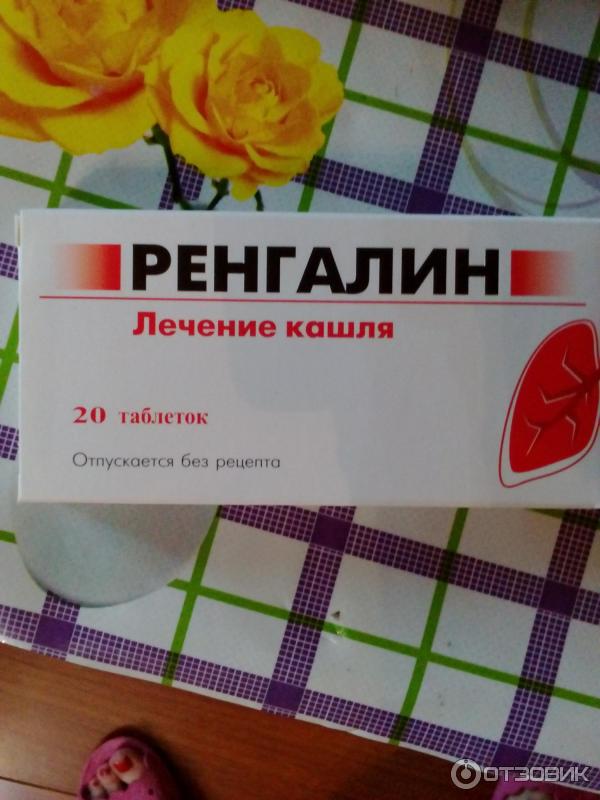 РЕНГАЛИН
Лечение кашля
20 таблеток
Отпускается без рецепта
ОТЗОВИК